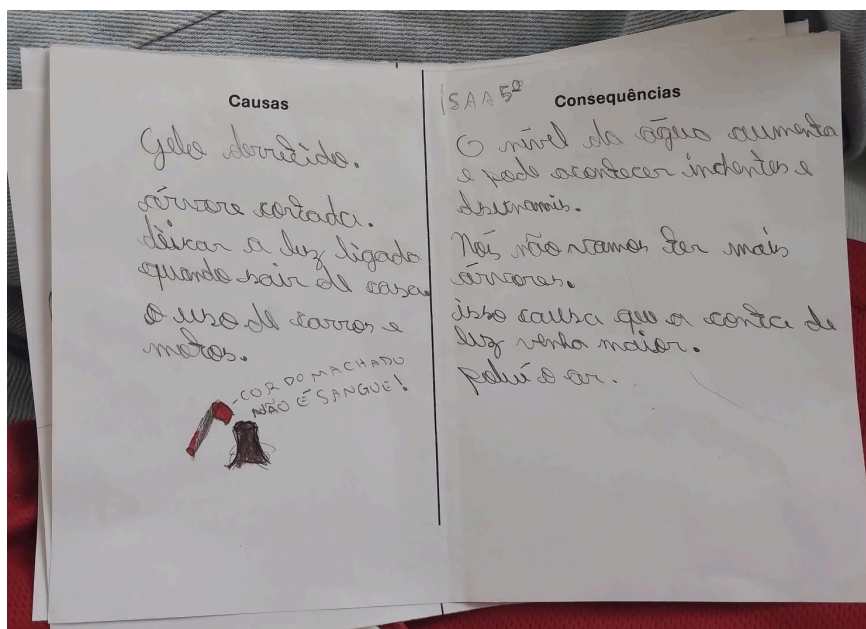 Causas
Gelo derretido.
árvore cortada.
deixar a luz ligada
quando sair de casa.
o uso de carros e
motos.
COR DO MACHADO
NÃO É SANGUE!
ISAA 5º
Consequências
O nível da água aumenta
e pode acontecer inchentes e
dsunamis.
Nós não vamos ter mais
árvores.
isso causa que a conta de
luz venha maior.
polui o ar.